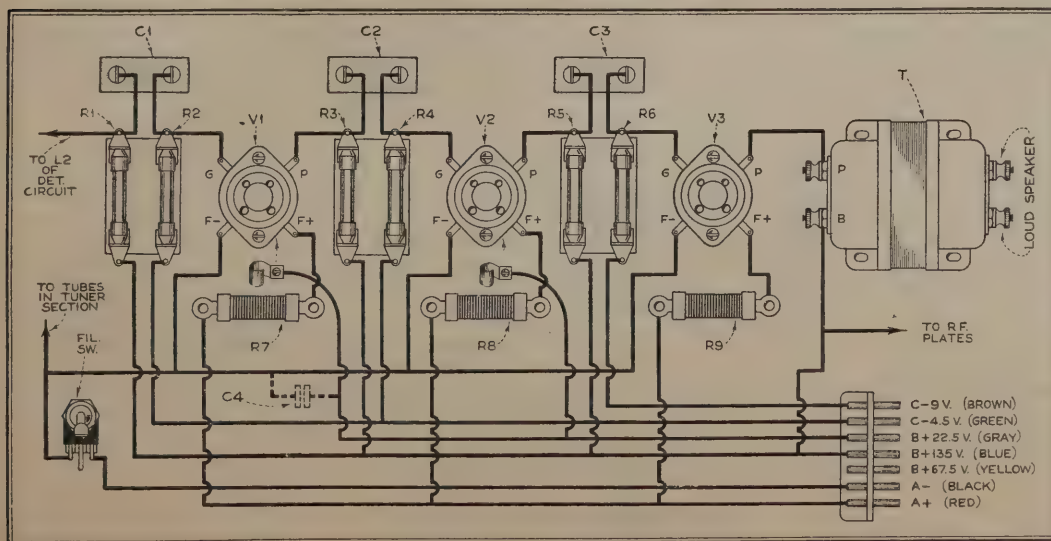 C1
C2
C3
R1
R2
V1
R3
R4
V2
R5
R6
V3
T
G
P
G
P
G
P
P
B
F-
F+
F-
F+
F-
F+
LOUD SPEAKER
TO L2
OF
DET.
CIRCUIT
TO TUBES
IN TUNER
SECTION
FIL.
SW.
R7
R8
R9
C4
TO R.F.
PLATES
C-9 V. (BROWN)
C-4.5 V. (GREEN)
B+22.5 V. (GRAY)
B+135 V. (BLUE)
B+67.5 V. (YELLOW)
A- (BLACK)
A+ (RED)